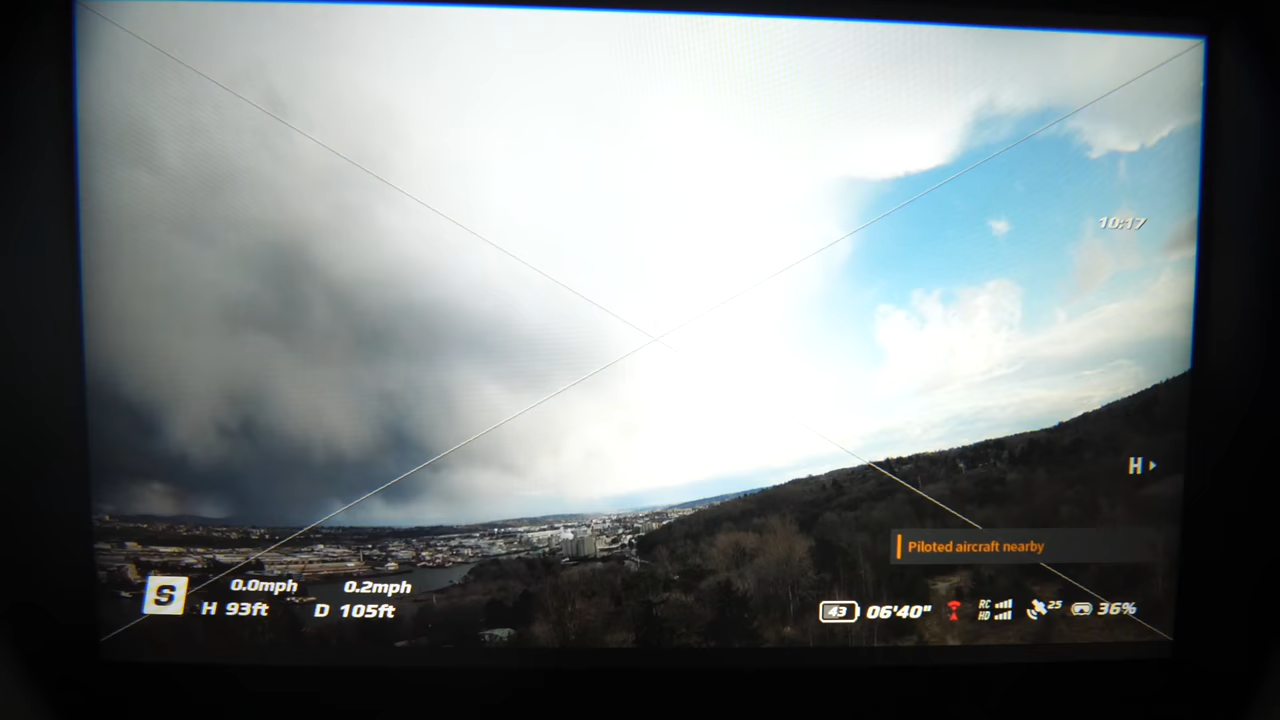 10:17
H
Piloted aircraft nearby
S
0.0mph 0.2mph
H 93ft D 105ft
43 06'40" RC HD 25 36%